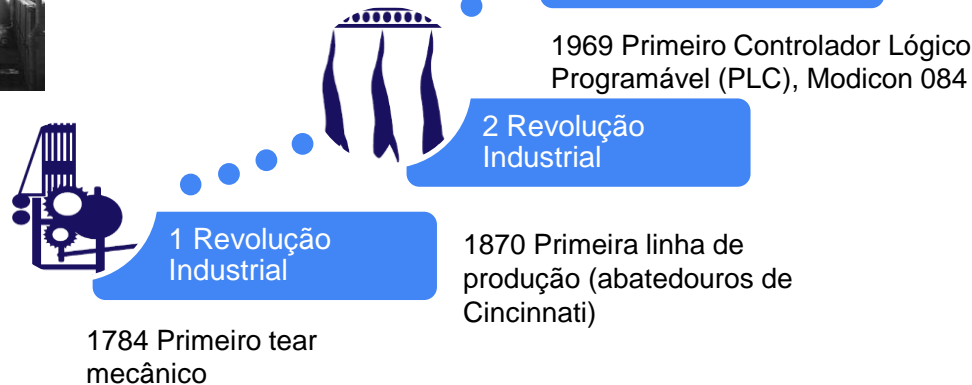 1969 Primeiro Controlador Lógico
Programável (PLC), Modicon 084
2 Revolução
Industrial
1 Revolução
Industrial
1870 Primeira linha de
produção (abatedouros de
Cincinnati)
1784 Primeiro tear
mecânico